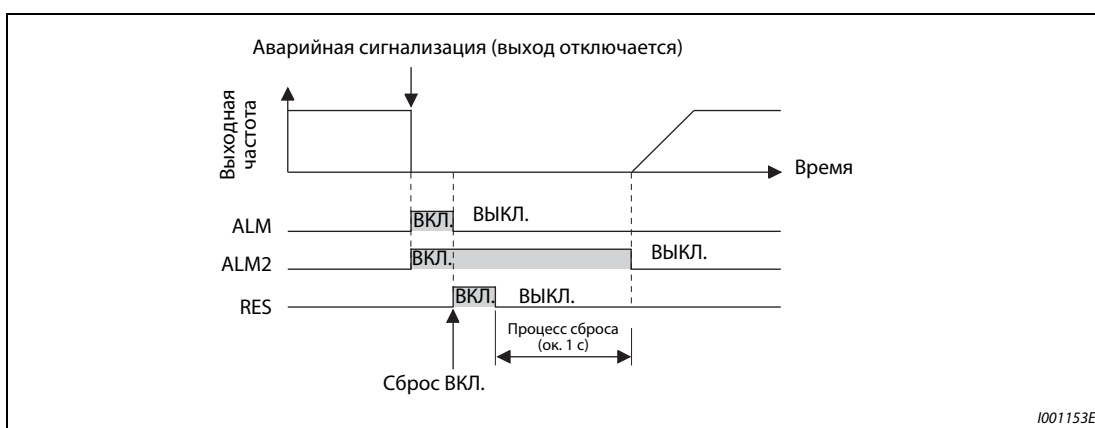 Аварийная сигнализация (выход отключается)
Выходная
частота
Время
ALM
ВКЛ.
ВЫКЛ.
ALM2
ВКЛ.
ВЫКЛ.
RES
ВКЛ.
ВЫКЛ.
Процесс сброса
(ок. 1 с)
Сброс ВКЛ.
I001153E